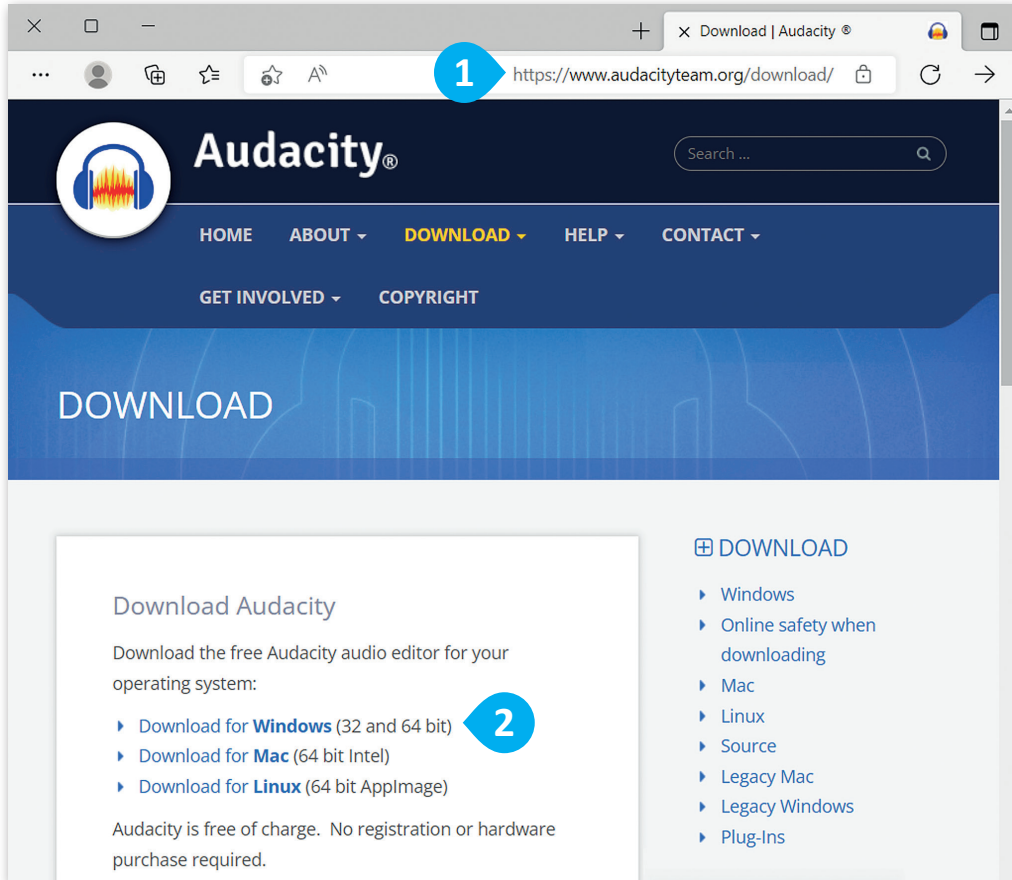 Download | Audacity ®
1
https://www.audacityteam.org/download/
Audacity®
Search ...
HOME ABOUT DOWNLOAD HELP CONTACT
GET INVOLVED COPYRIGHT
DOWNLOAD
Download Audacity
Download the free Audacity audio editor for your
operating system:
Download for Windows (32 and 64 bit)
2
Download for Mac (64 bit Intel)
Download for Linux (64 bit AppImage)
Audacity is free of charge. No registration or hardware
purchase required.
DOWNLOAD
Windows
Online safety when
downloading
Mac
Linux
Source
Legacy Mac
Legacy Windows
Plug-Ins